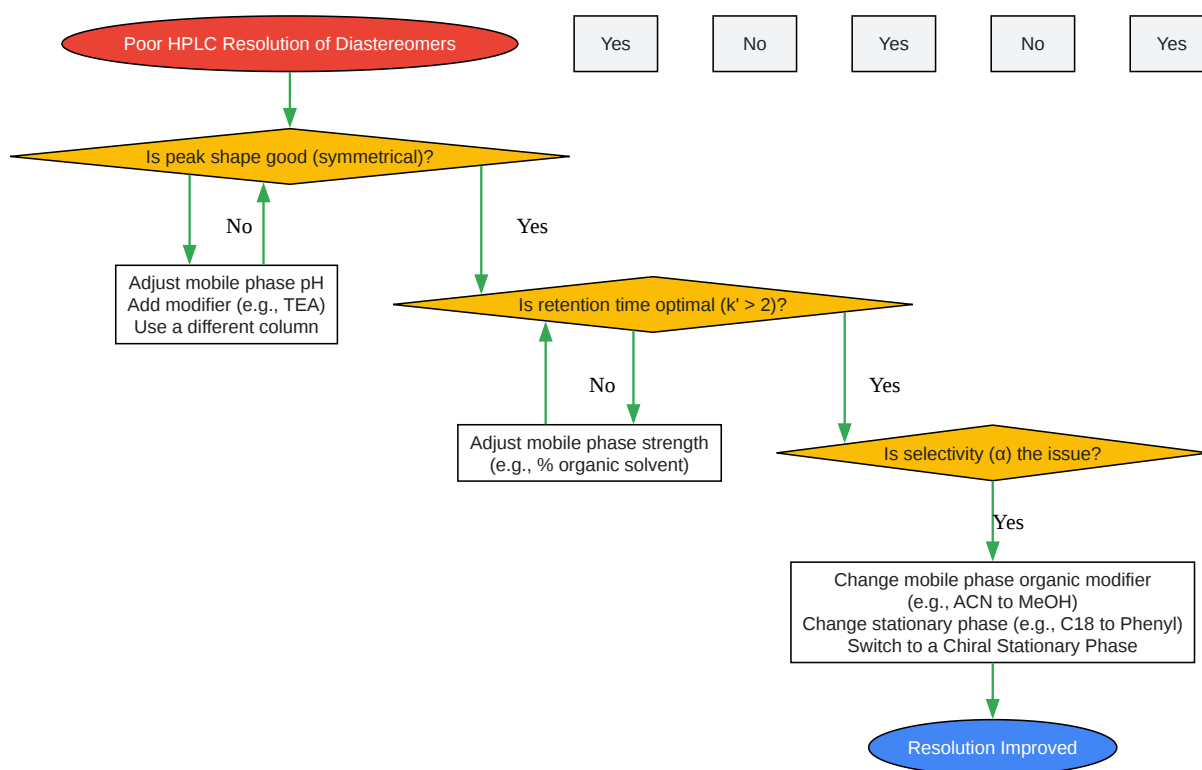 Poor HPLC Resolution of Diastereomers
Yes
No
Yes
No
Yes
Is peak shape good (symmetrical)?
No
Yes
Adjust mobile phase pH
Add modifier (e.g., TEA)
Use a different column
Is retention time optimal (k' > 2)?
No
Yes
Adjust mobile phase strength
(e.g., % organic solvent)
Is selectivity (α) the issue?
Yes
Change mobile phase organic modifier
(e.g., ACN to MeOH)
Change stationary phase (e.g., C18 to Phenyl)
Switch to a Chiral Stationary Phase
Resolution Improved